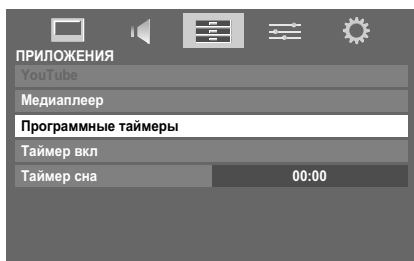 ПРИЛОЖЕНИЯ
YouTube
Медиаплеер
Программные таймеры
Таймер вкл
Таймер сна 00:00